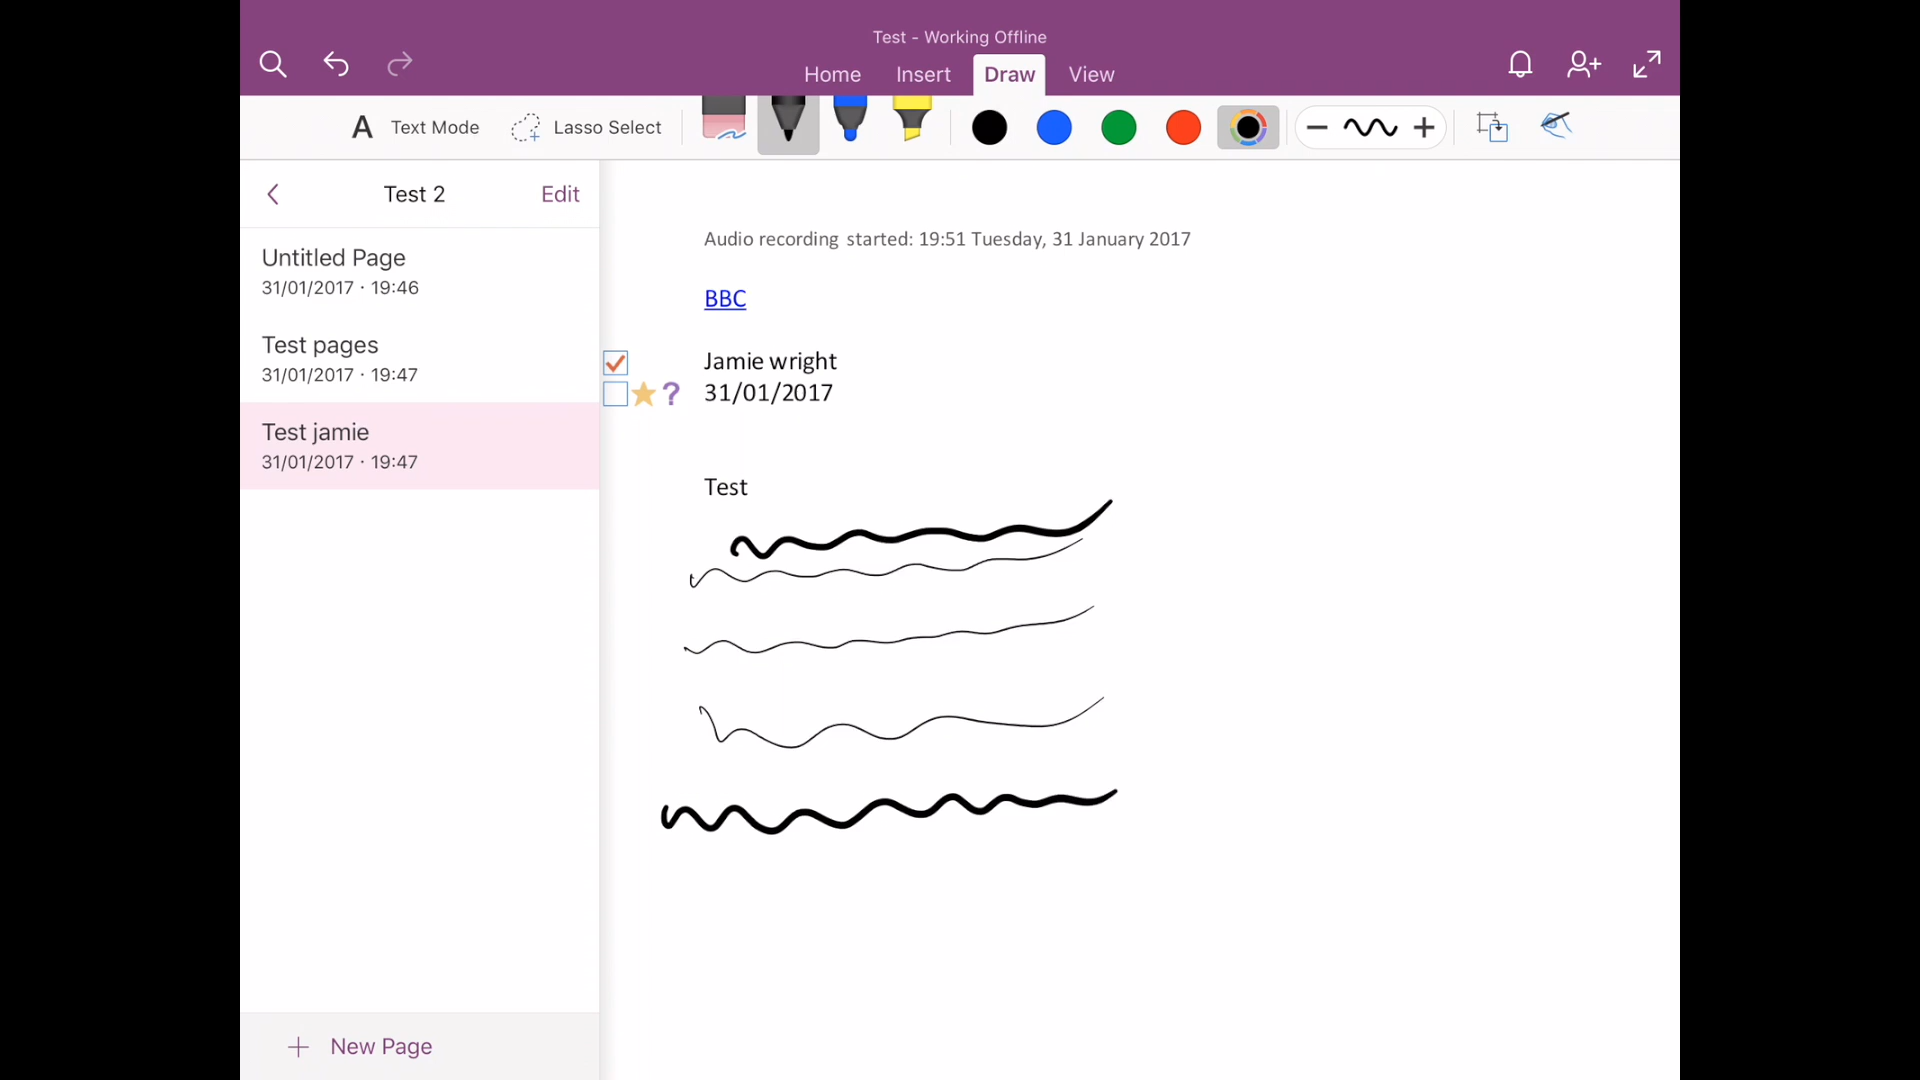 Test - Working Offline
Home Insert Draw View
A Text Mode Lasso Select
Test 2 Edit
Untitled Page
31/01/2017 · 19:46
Test pages
31/01/2017 · 19:47
Test jamie
31/01/2017 · 19:47
New Page
Audio recording started: 19:51 Tuesday, 31 January 2017
BBC
Jamie wright
? 31/01/2017
Test